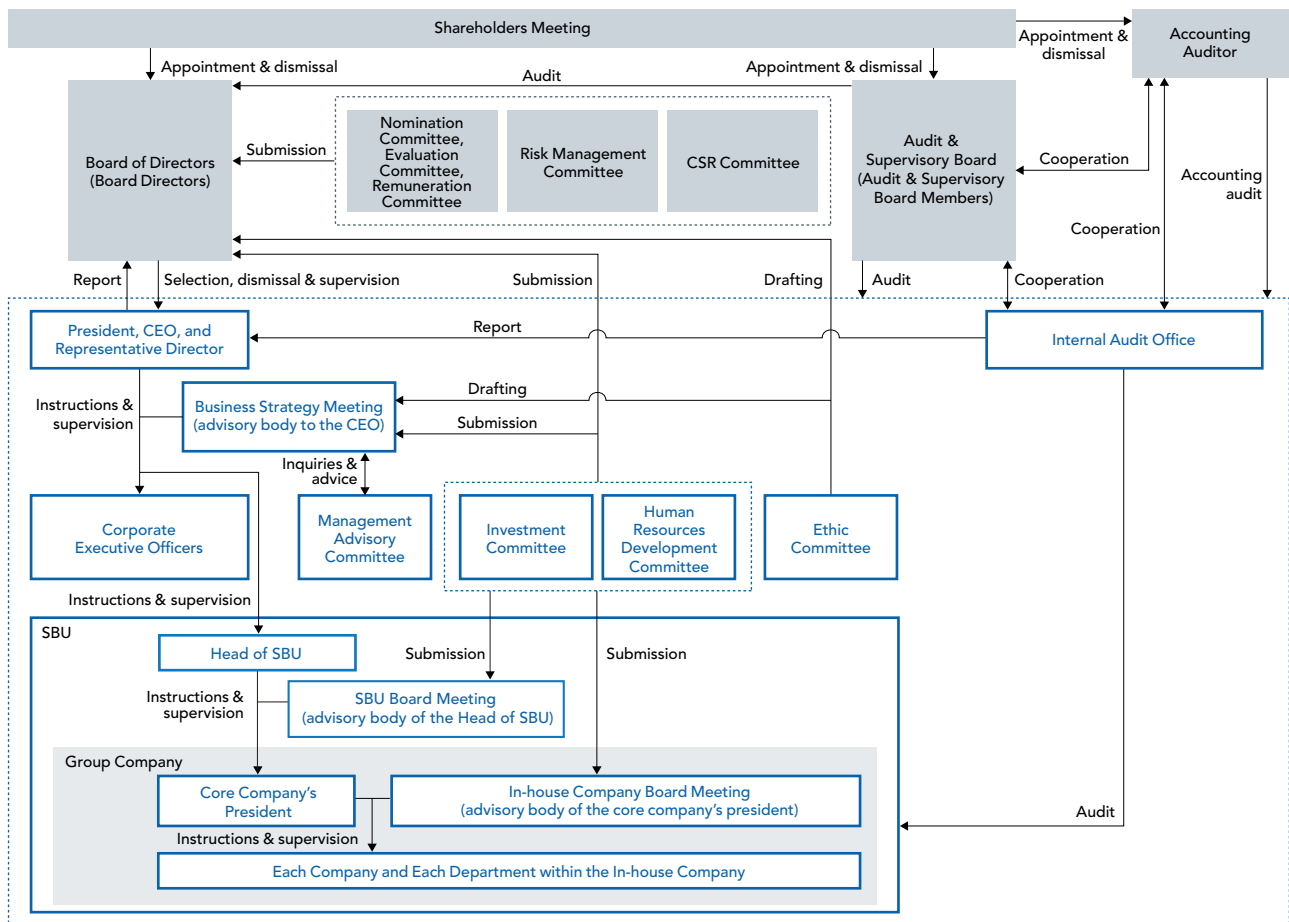 Shareholders Meeting
Appointment &
dismissal
Accounting
Auditor
Appointment & dismissal
Audit
Appointment & dismissal
Board of Directors
(Board Directors)
Submission
Nomination
Committee,
Evaluation
Committee,
Remuneration
Committee
Risk Management
Committee
CSR Committee
Audit &
Supervisory Board
(Audit & Supervisory
Board Members)
Cooperation
Accounting
audit
Cooperation
Report
Selection, dismissal & supervision
Submission
Drafting
Audit
Cooperation
President, CEO, and
Representative Director
Report
Internal Audit Office
Instructions &
supervision
Business Strategy Meeting
(advisory body to the CEO)
Drafting
Submission
Inquiries &
advice
Corporate
Executive Officers
Management
Advisory
Committee
Investment
Committee
Human
Resources
Development
Committee
Ethic
Committee
Instructions & supervision
SBU
Head of SBU
Submission
Submission
Instructions &
supervision
SBU Board Meeting
(advisory body of the Head of SBU)
Group Company
Core Company’s
President
In-house Company Board Meeting
(advisory body of the core company’s president)
Audit
Instructions & supervision
Each Company and Each Department within the In-house Company